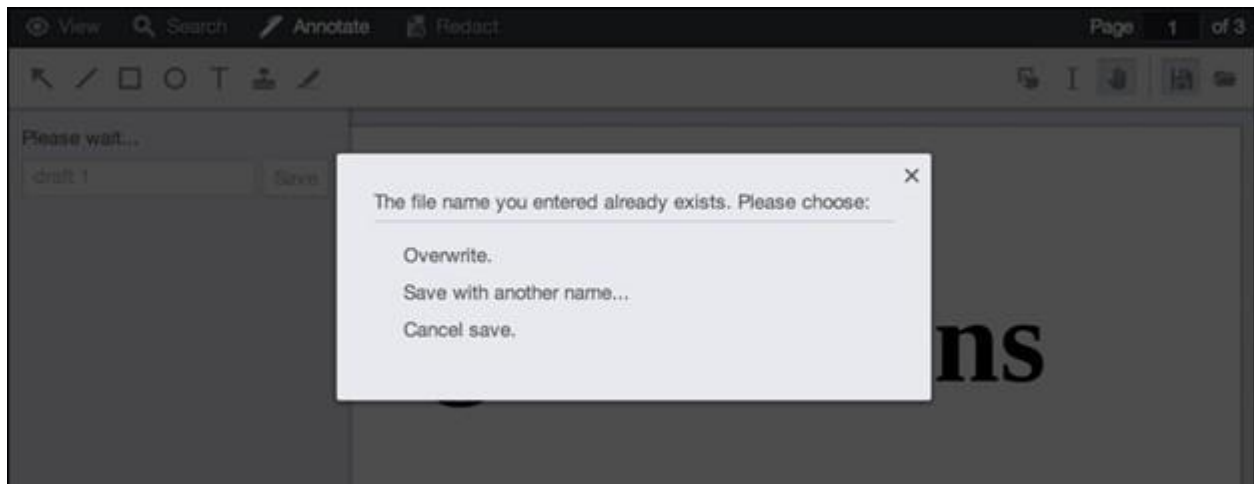 View Search Annotate Redact Page 1 of 3
T I
Please wait...
draft 1 Save
The file name you entered already exists. Please choose:
Overwrite.
Save with another name...
Cancel save.
ns